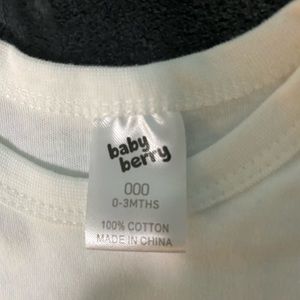 baby
berry
000
0-3MTHS
100% COTTON
MADE IN CHINA